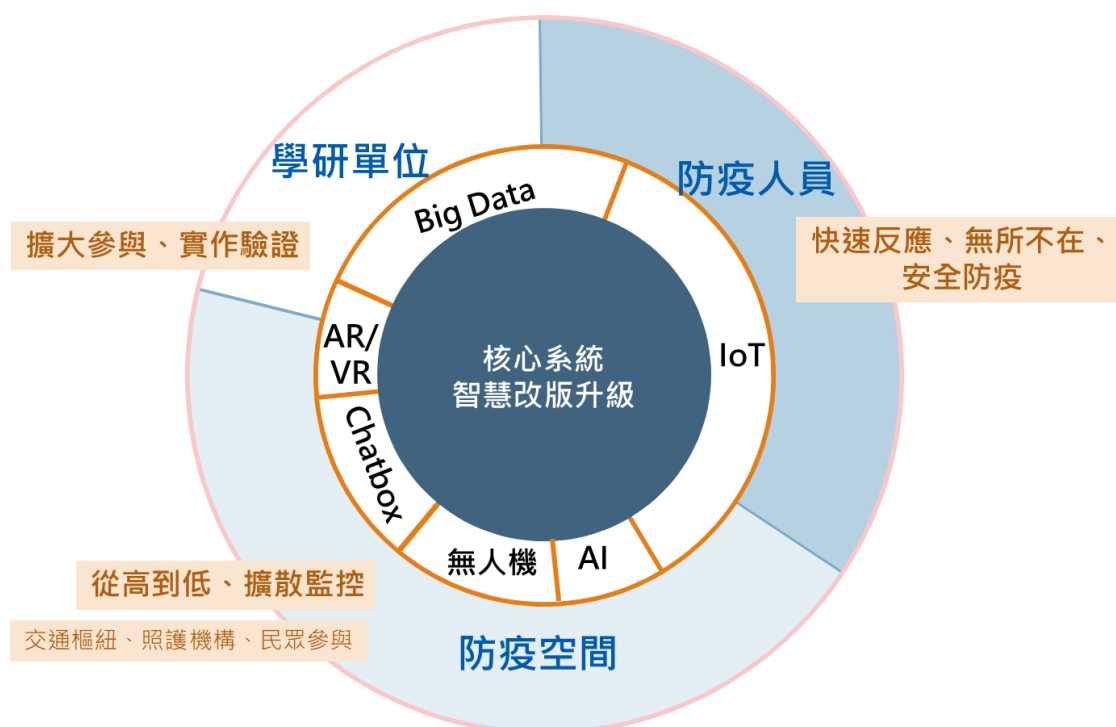 學研單位
防疫人員
Big Data
擴大參與、實作驗證
快速反應、無所不在、
安全防疫
AR/
VR
核心系統
智慧改版升級
IoT
Chatbox
無人機
AI
從高到低、擴散監控
交通樞紐、照護機構、民眾參與
防疫空間